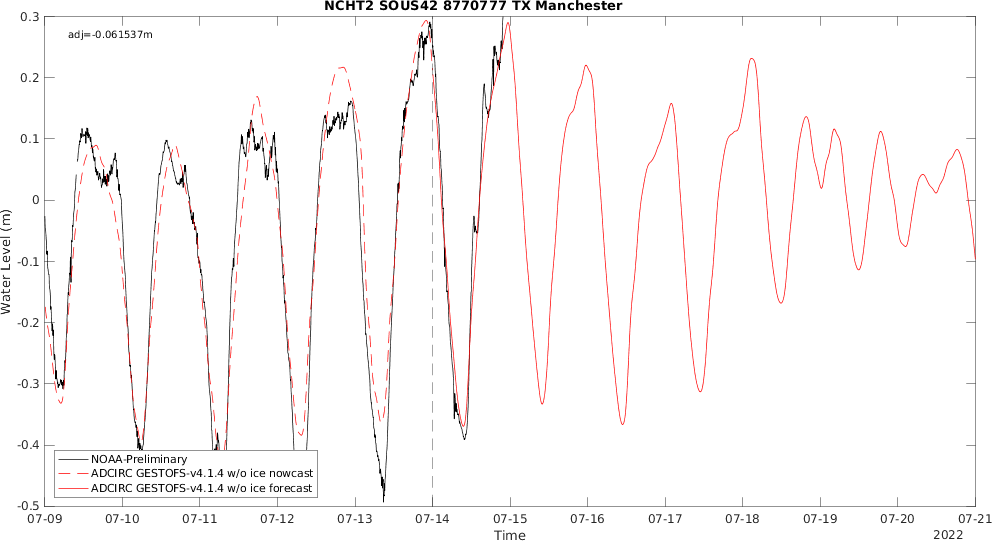 NCHT2 SOUS42 8770777 TX Manchester
adj=-0.061537m
Water Level (m)
0.3
0.2
0.1
0
-0.1
-0.2
-0.3
-0.4
-0.5
NOAA-Preliminary
ADCIRC GESTOFS-v4.1.4 w/o ice nowcast
ADCIRC GESTOFS-v4.1.4 w/o ice forecast
07-09 07-10 07-11 07-12 07-13 07-14 07-15 07-16 07-17 07-18 07-19 07-20 07-21
Time
2022